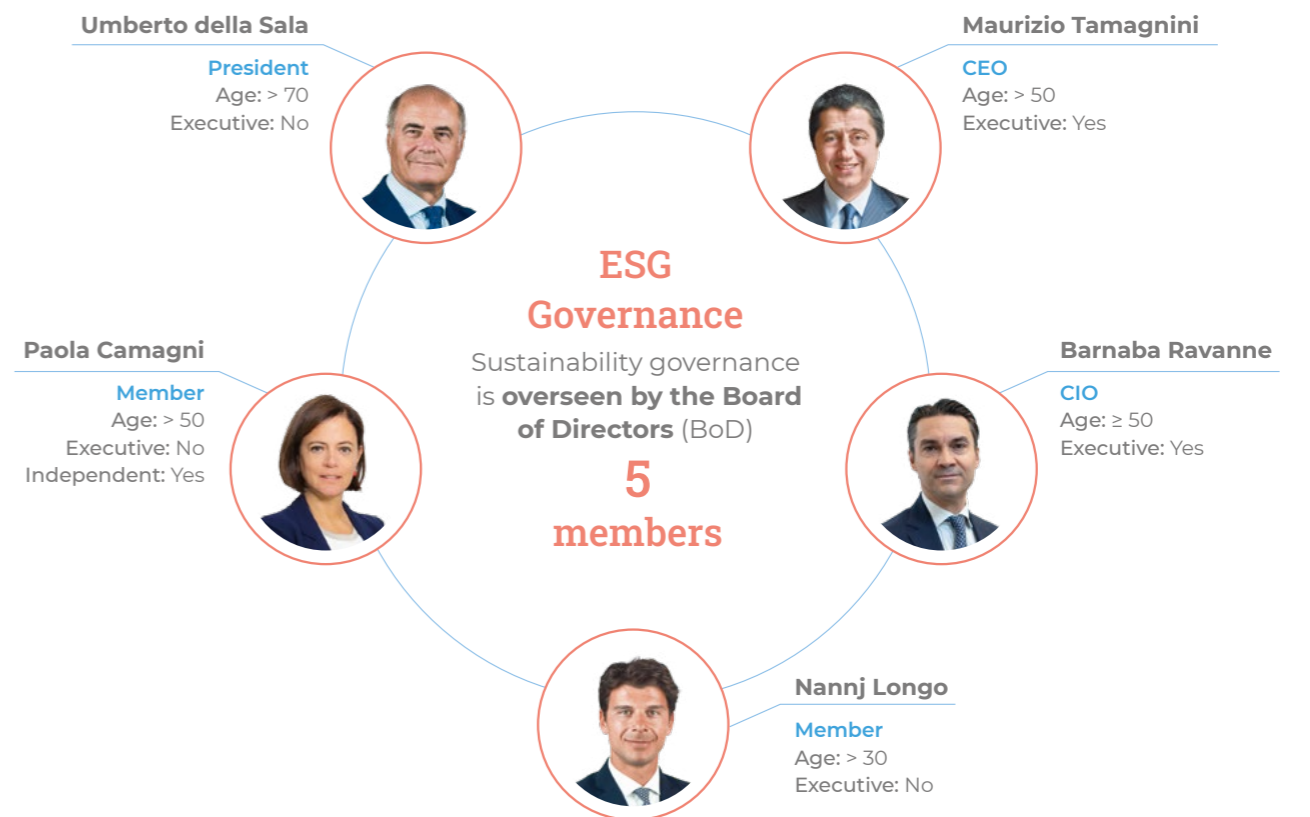 Umberto della Sala
President
Age: > 70
Executive: No
Maurizio Tamagnini
CEO
Age: > 50
Executive: Yes
ESG
Governance
Sustainability governance
is overseen by the Board
of Directors (BoD)
5
members
Paola Camagni
Member
Age: > 50
Executive: No
Independent: Yes
Barnaba Ravanne
CIO
Age: ≥ 50
Executive: Yes
Nannj Longo
Member
Age: > 30
Executive: No